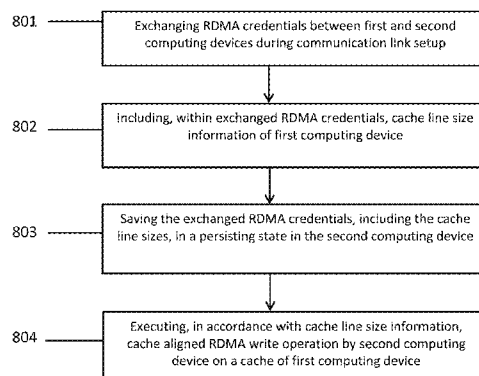 801
Exchanging RDMA credentials between first and second
computing devices during communication link setup
802
Including, within exchanged RDMA credentials, cache line size
information of first computing device
803
Saving the exchanged RDMA credentials, including the cache
line sizes, in a persisting state in the second computing device
804
Executing, in accordance with cache line size information,
cache aligned RDMA write operation by second computing
device on a cache of first computing device